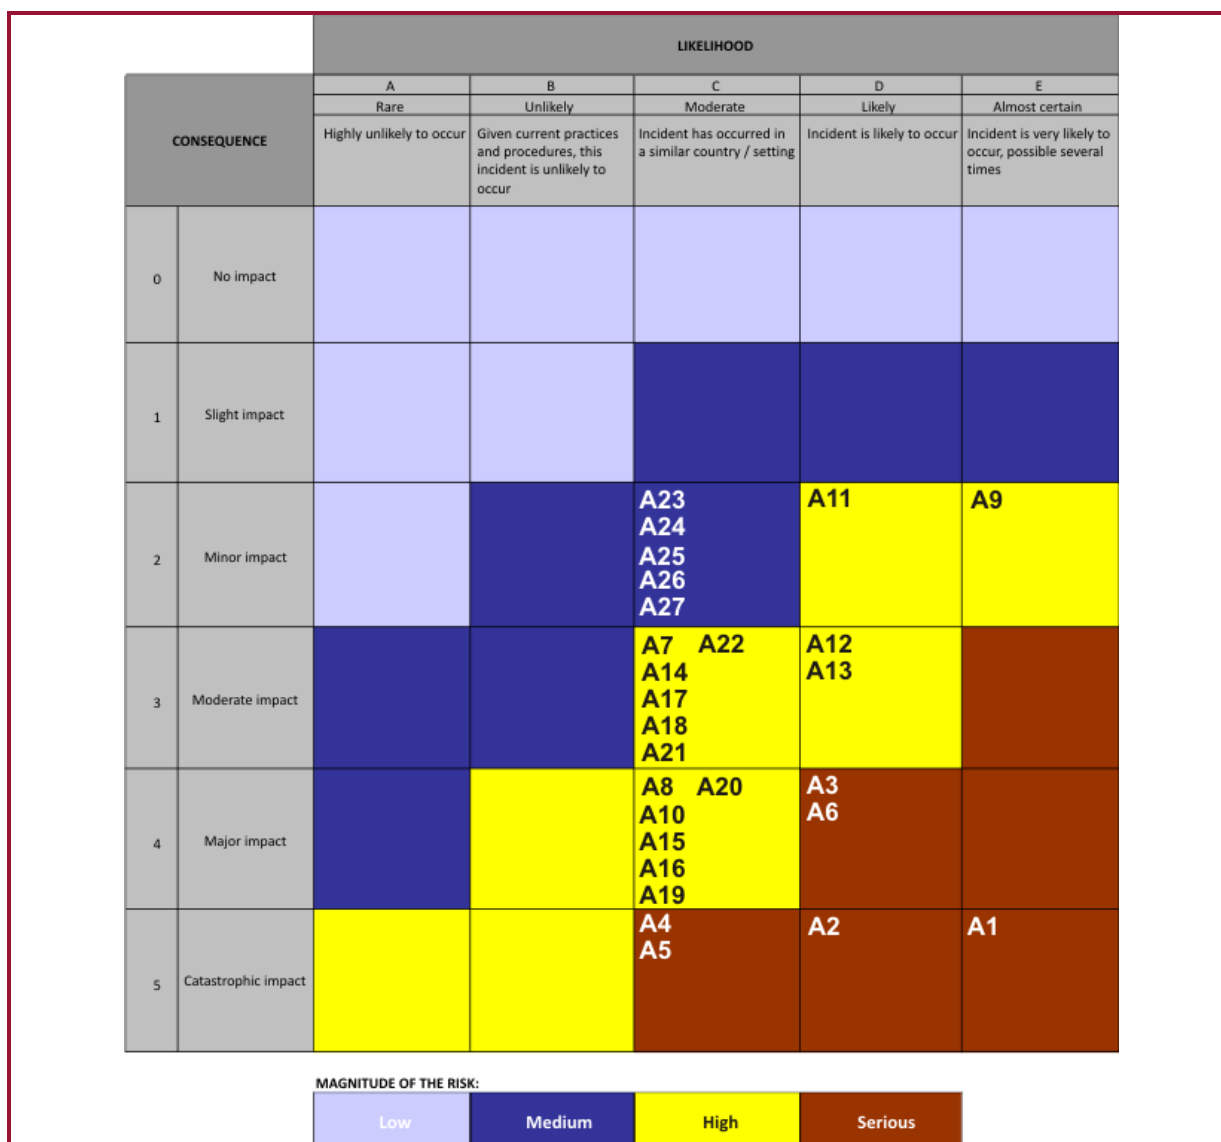 LIKELIHOOD
CONSEQUENCE
A
B
C
D
E
Rare
Unlikely
Moderate
Likely
Almost certain
Highly unlikely to occur
Given current practices
and procedures, this
incident is unlikely to
occur
Incident has occurred in
a similar country / setting
Incident is likely to occur
Incident is very likely to
occur, possible several
times
0
No impact
1
Slight impact
2
Minor impact
A23
A24
A25
A26
A27
A11
A9
3
Moderate impact
A7 A22
A14
A17
A18
A21
A12
A13
4
Major impact
A8 A20
A10
A15
A16
A19
A3
A6
5
Catastrophic impact
A4
A5
A2
A1
MAGNITUDE OF THE RISK:
Low
Medium
High
Serious